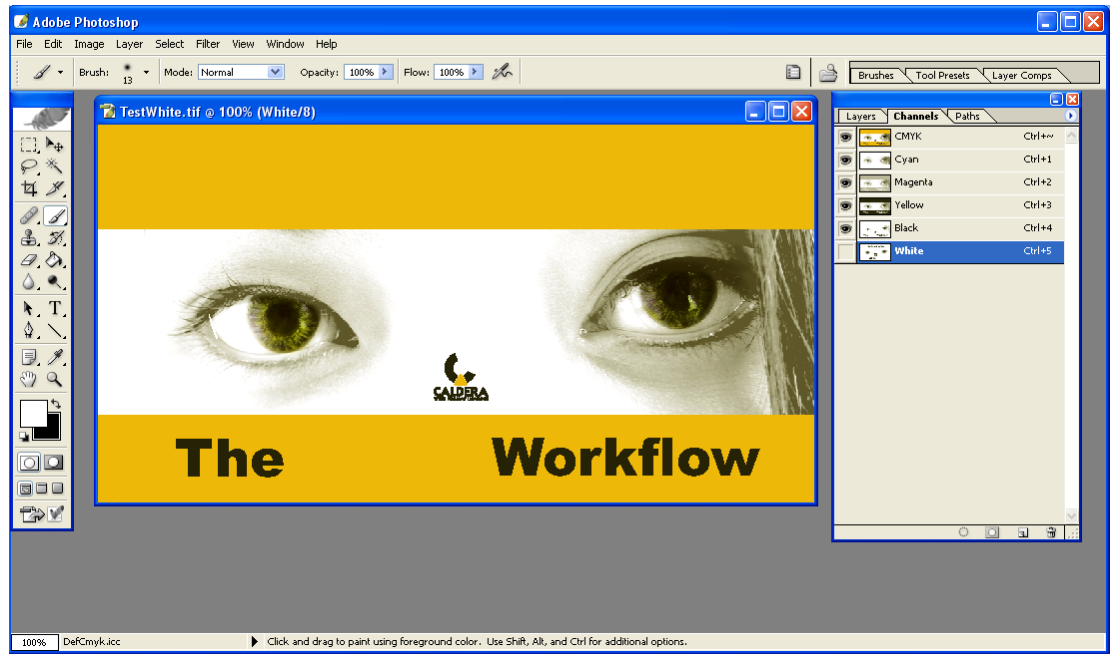 Adobe Photoshop
File Edit Image Layer Select Filter View Window Help
Brush: 13 Mode: Normal Opacity: 100% Flow: 100% Brushes Tool Presets Layer Comps
TestWhite.tif @ 100% (White/8)
Layers Channels Paths
CMYK Ctrl+~
Cyan Ctrl+1
Magenta Ctrl+2
Yellow Ctrl+3
Black Ctrl+4
White Ctrl+5
CALDERA
The Workflow
100% DefCmyk.icc Click and drag to paint using foreground color. Use Shift, Alt, and Ctrl for additional options.